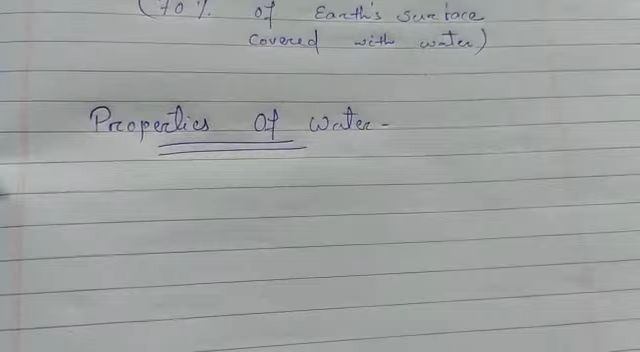 (70% of Earth's surface
covered with water)
Properties of water -